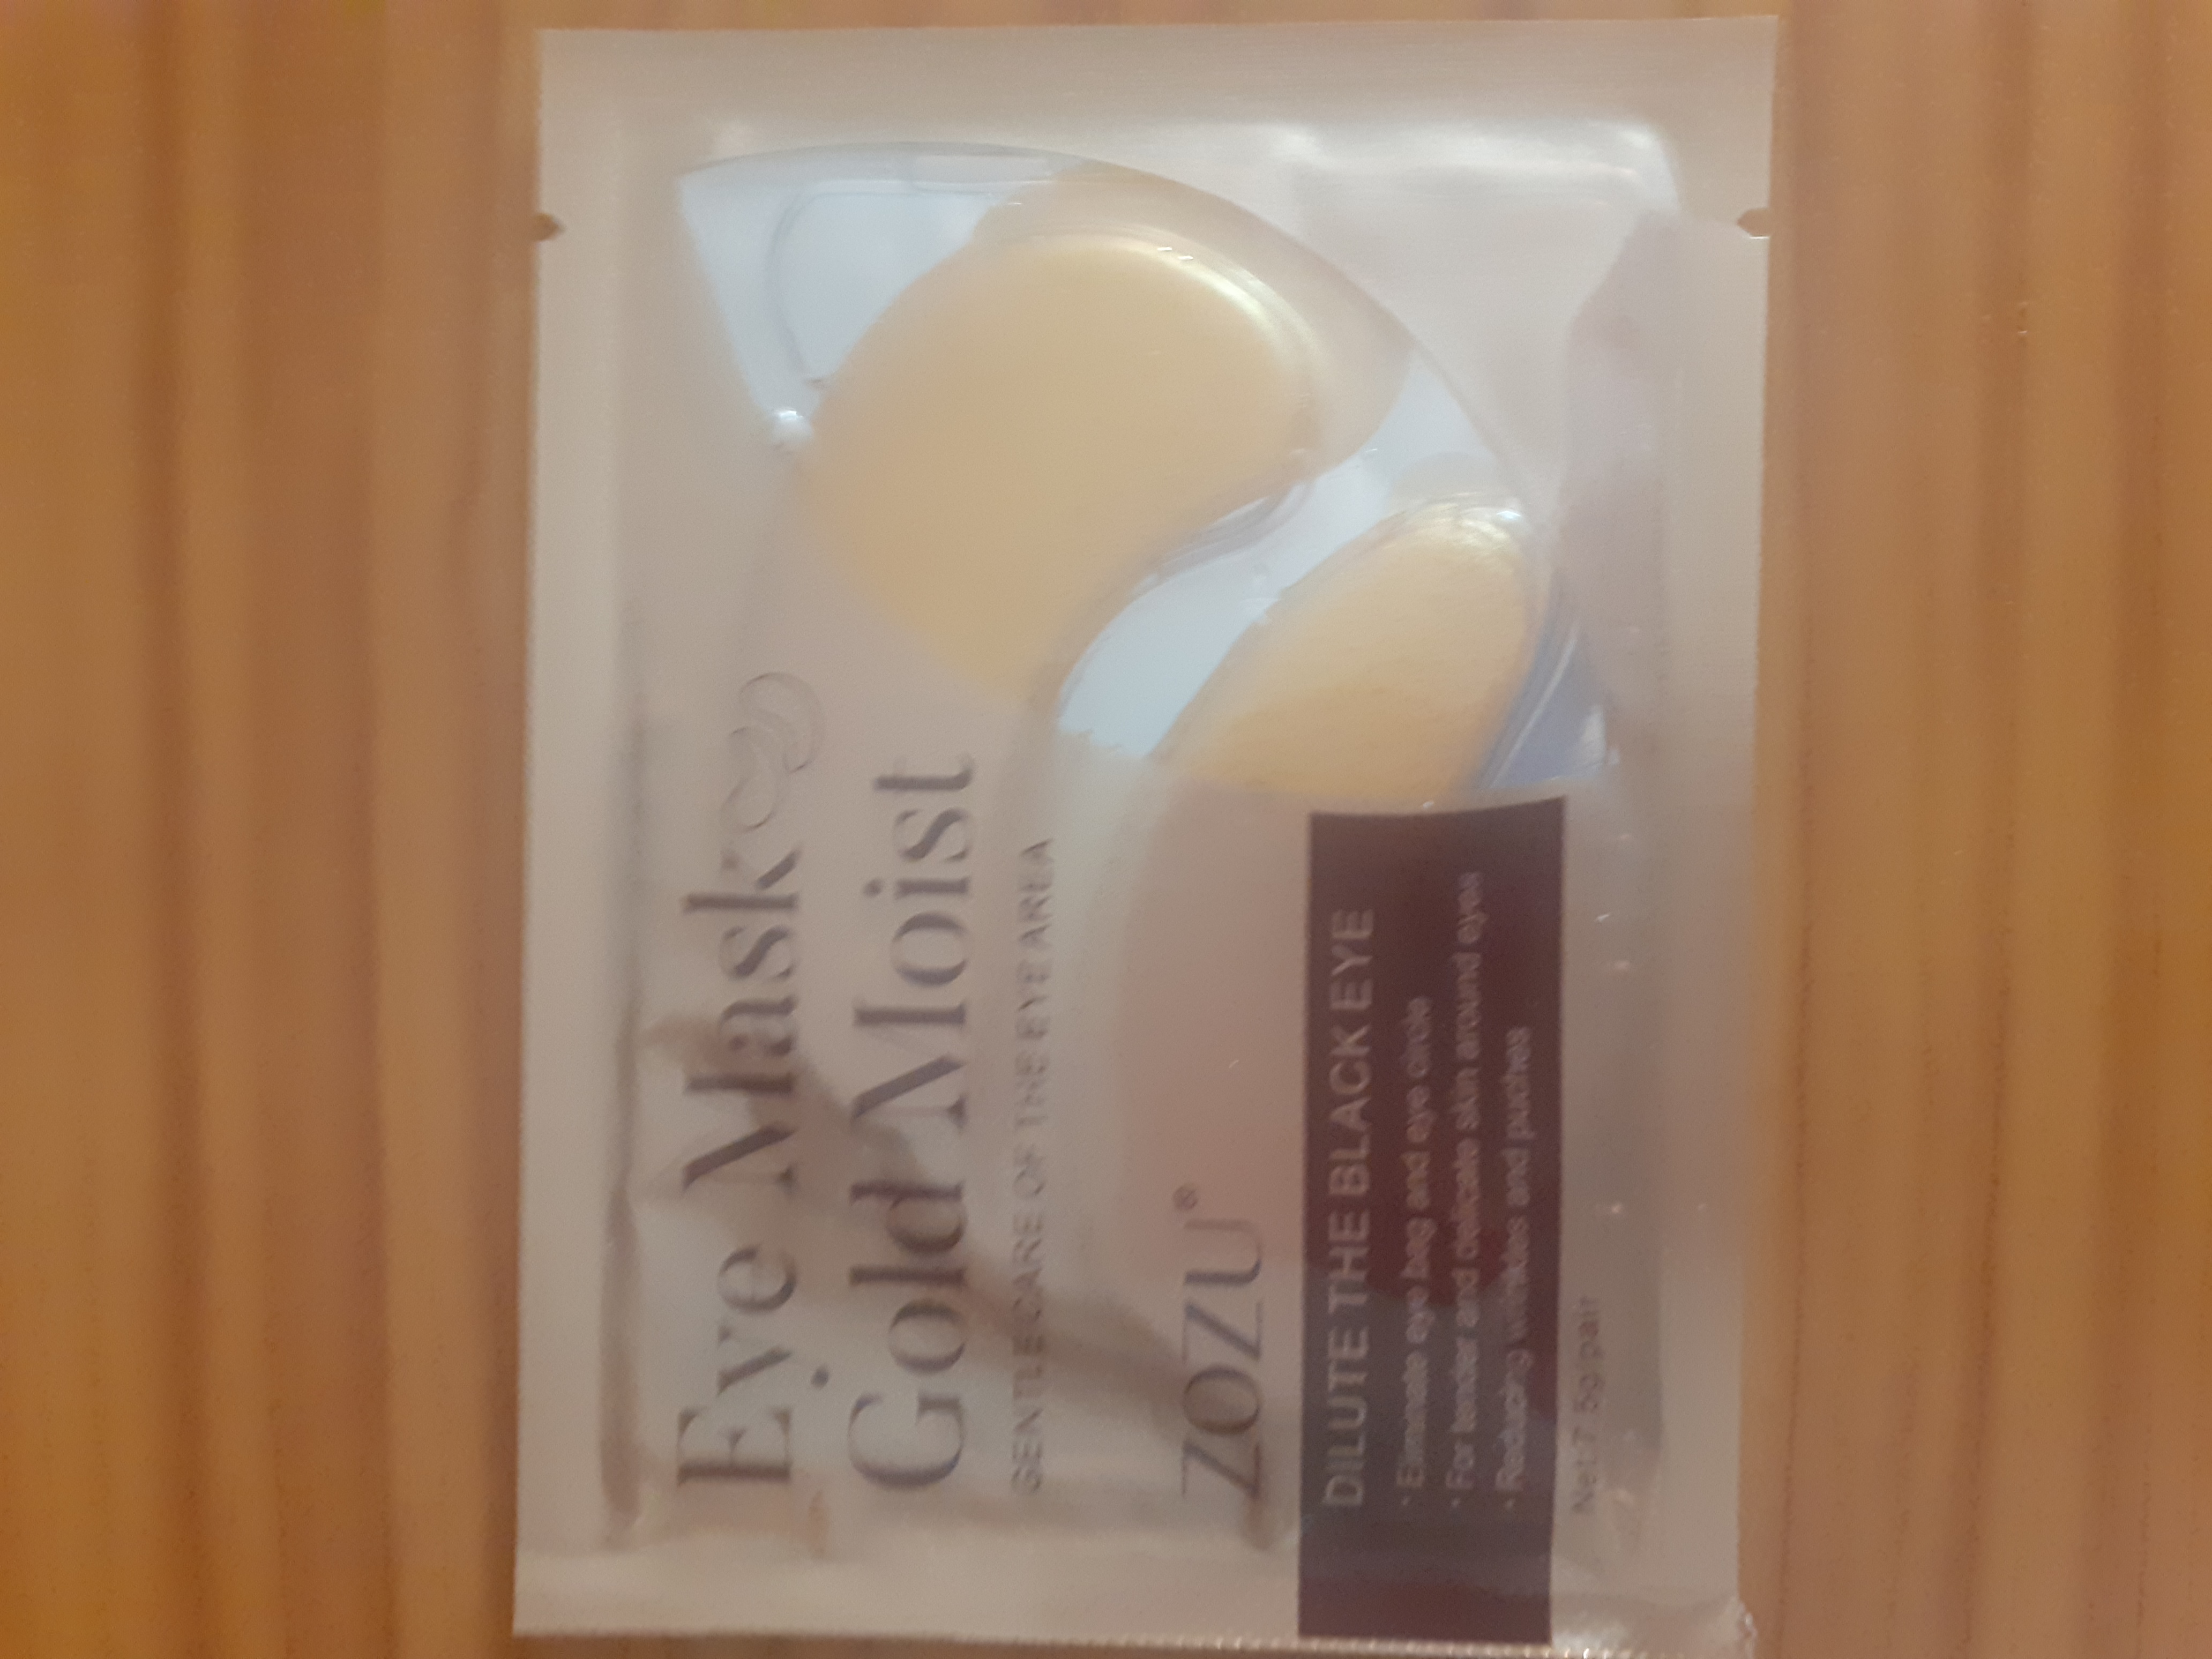 Eye Mask
Gold Moist
GENTLE CARE OF THE EYE AREA
ZOZU®
DILUTE THE BLACK EYE
· Eliminate eye bag and eye circle
· For tender and delicate skin around eyes
· Reducing wrinkles and puches
Net:7.5g/pair